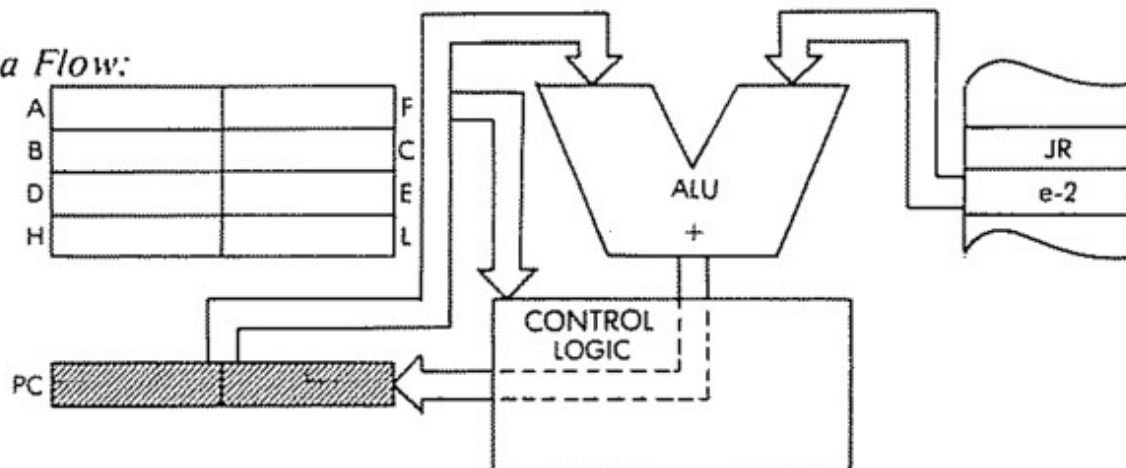 a Flow:
A F
B C
D E
H L
PC
ALU
+
CONTROL
LOGIC
JR
e-2